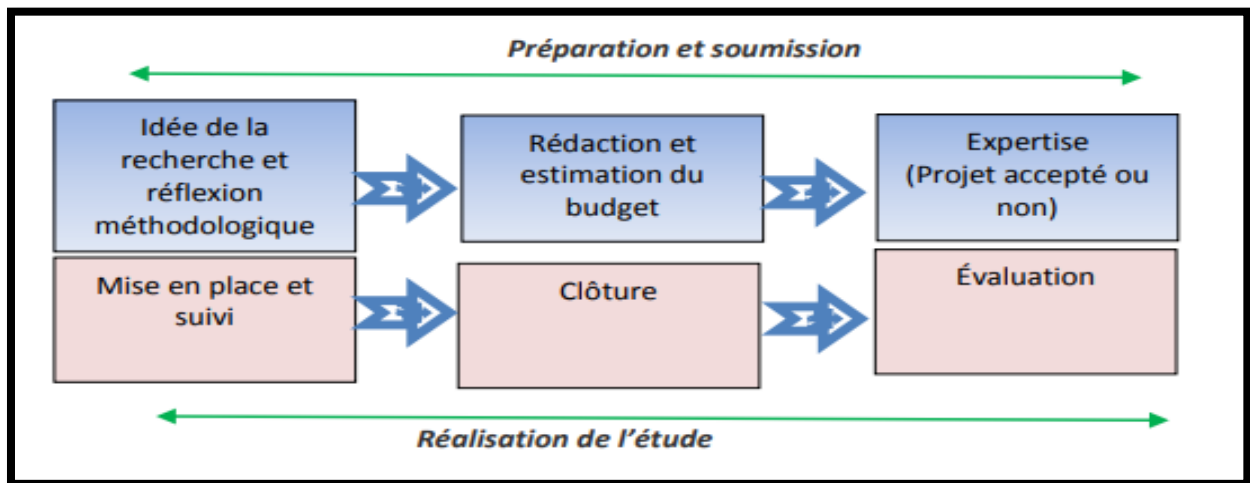 Préparation et soumission
Idée de la
recherche et
réflexion
méthodologique
Rédaction et
estimation du
budget
Expertise
(Projet accepté ou
non)
Mise en place et
suivi
Clôture
Évaluation
Réalisation de l’étude